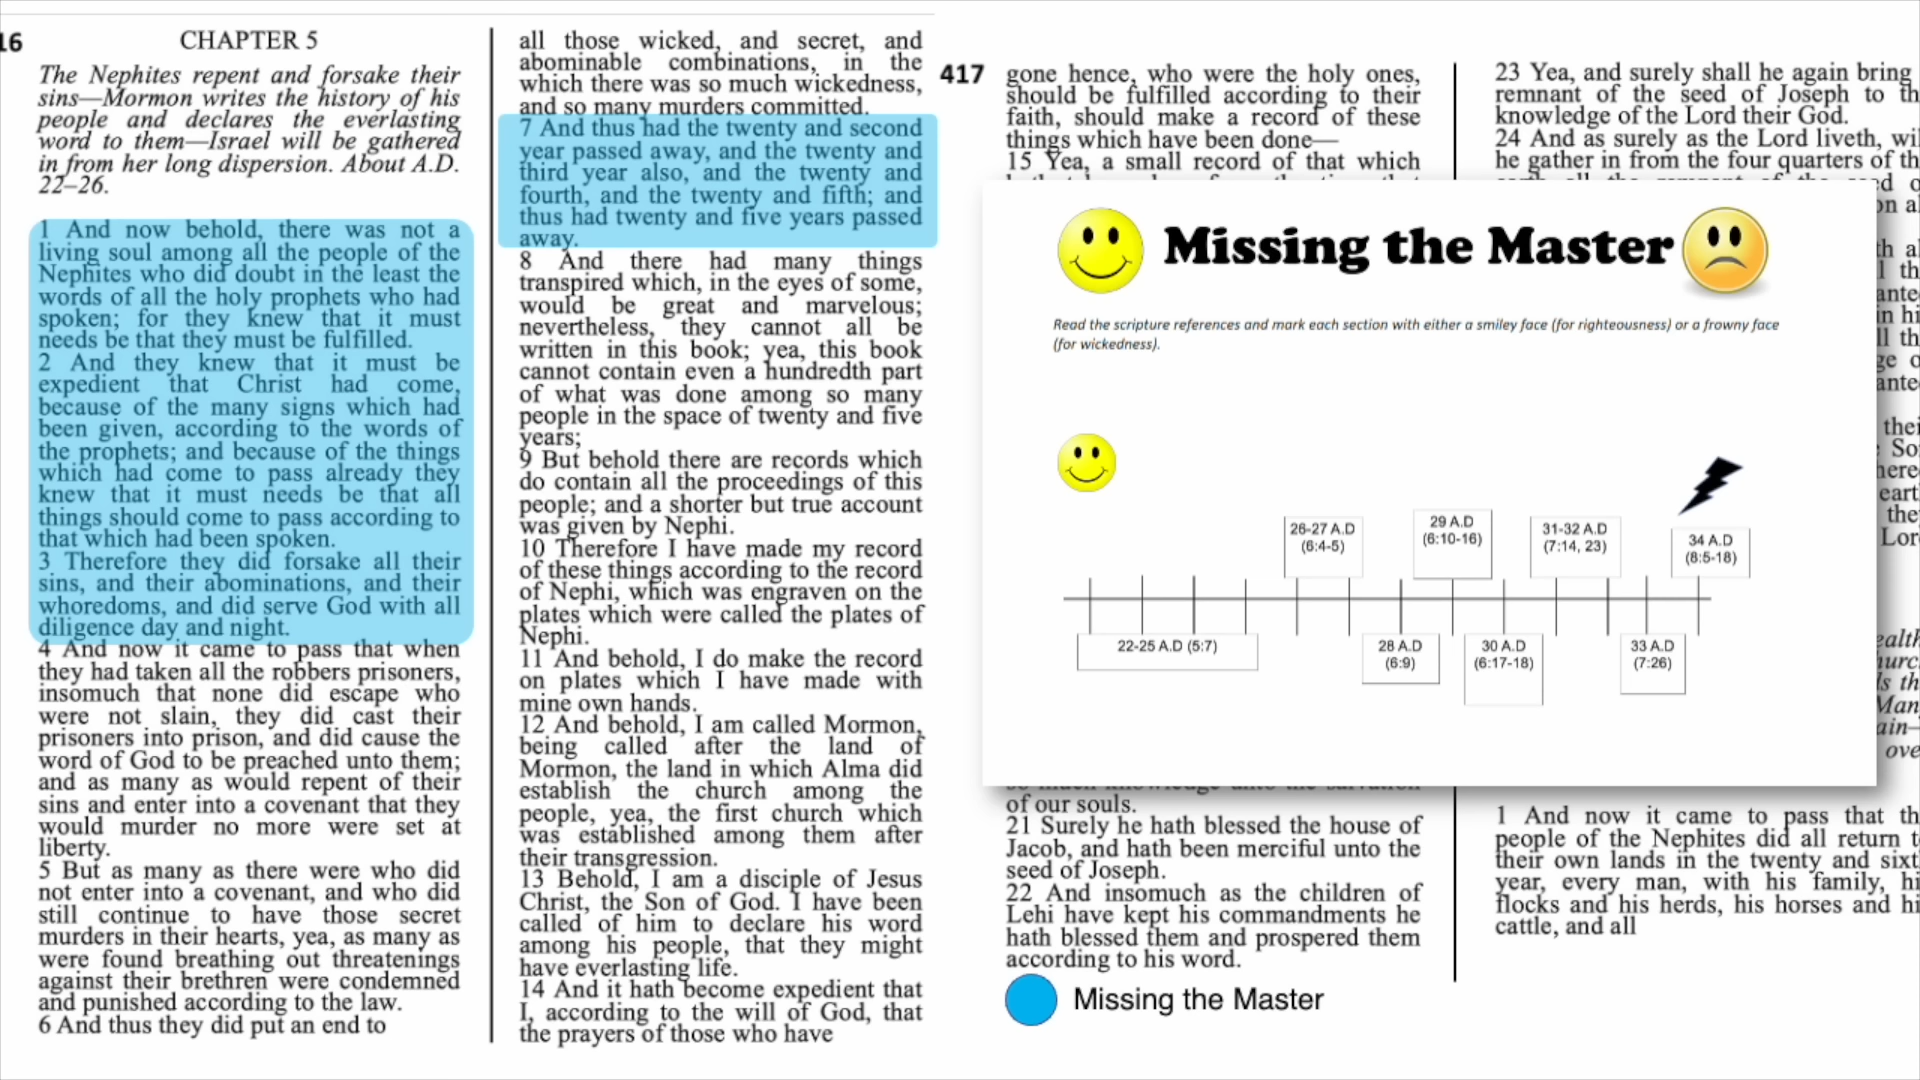 16
CHAPTER 5
The Nephites repent and forsake their
sins—Mormon writes the history of his
people and declares the everlasting
word to them—Israel will be gathered
in from her long dispersion. About A.D.
22–26.
1 And now behold, there was not a
living soul among all the people of the
Nephites who did doubt in the least the
words of all the holy prophets who had
spoken; for they knew that it must
needs be that they must be fulfilled.
2 And they knew that it must be
expedient that Christ had come,
because of the many signs which had
been given, according to the words of
the prophets; and because of the things
which had come to pass already they
knew that it must needs be that all
things should come to pass according to
that which had been spoken.
3 Therefore they did forsake all their
sins, and their abominations, and their
whoredoms, and did serve God with all
diligence day and night.
4 And now it came to pass that when
they had taken all the robbers prisoners,
insomuch that none did escape who
were not slain, they did cast their
prisoners into prison, and did cause the
word of God to be preached unto them;
and as many as would repent of their
sins and enter into a covenant that they
would murder no more were set at
liberty.
5 But as many as there were who did
not enter into a covenant, and who did
still continue to have those secret
murders in their hearts, yea, as many as
were found breathing out threatenings
against their brethren were condemned
and punished according to the law.
6 And thus they did put an end to
all those wicked, and secret, and
abominable combinations, in the
which there was so much wickedness,
and so many murders committed.
7 And thus had the twenty and second
year passed away, and the twenty and
third year also, and the twenty and
fourth, and the twenty and fifth; and
thus had twenty and five years passed
away.
8 And there had many things
transpired which, in the eyes of some,
would be great and marvelous;
nevertheless, they cannot all be
written in this book; yea, this book
cannot contain even a hundredth part
of what was done among so many
people in the space of twenty and five
years;
9 But behold there are records which
do contain all the proceedings of this
people; and a shorter but true account
was given by Nephi.
10 Therefore I have made my record
of these things according to the record
of Nephi, which was engraven on the
plates which were called the plates of
Nephi.
11 And behold, I do make the record
on plates which I have made with
mine own hands.
12 And behold, I am called Mormon,
being called after the land of
Mormon, the land in which Alma did
establish the church among the
people, yea, the first church which
was established among them after
their transgression.
13 Behold, I am a disciple of Jesus
Christ, the Son of God. I have been
called of him to declare his word
among his people, that they might
have everlasting life.
14 And it hath become expedient that
I, according to the will of God, that
the prayers of those who have
417
gone hence, who were the holy ones,
should be fulfilled according to their
faith, should make a record of these
things which have been done—
15 Yea, a small record of that which
of our souls.
21 Surely he hath blessed the house of
Jacob, and hath been merciful unto the
seed of Joseph.
22 And insomuch as the children of
Lehi have kept his commandments he
hath blessed them and prospered them
according to his word.
Missing the Master
23 Yea, and surely shall he again bring
remnant of the seed of Joseph to
knowledge of the Lord their God.
24 And as surely as the Lord liveth,
he gather in from the four quarters of
Missing the Master
Read the scripture references and mark each section with either a smiley face (for righteousness) or a frowny face
(for wickedness).
26-27 A.D
(6:4-5)
29 A.D
(6:10-16)
31-32 A.D
(7:14, 23)
34 A.D
(8:5-18)
22-25 A.D (5:7)
28 A.D
(6:9)
30 A.D
(6:17-18)
33 A.D
(7:26)
1 And now it came to pass that
people of the Nephites did all return
their own lands in the twenty and
year, every man, with his family,
flocks and his herds, his horses and
cattle, and all